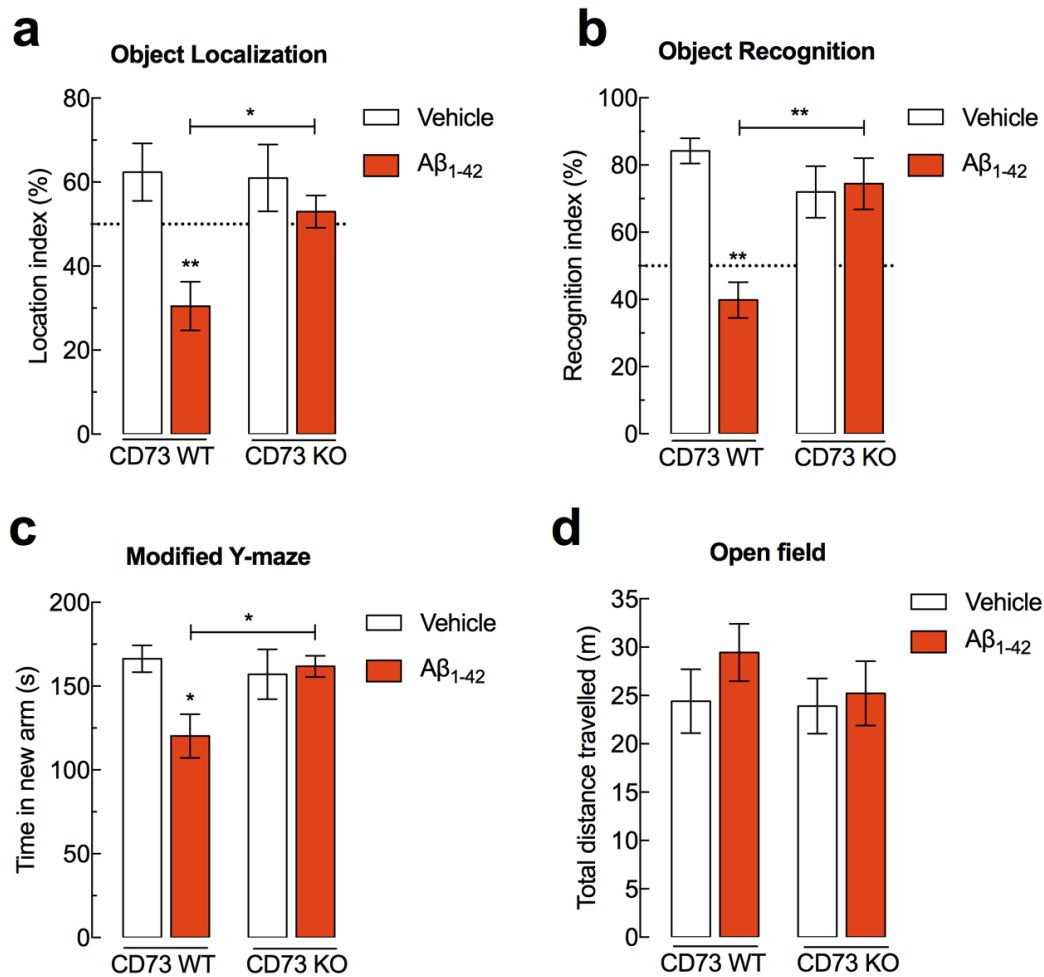 a
Object Localization
Location index (%)
80
60
40
20
0
*
**
Vehicle
Aβ1-42
CD73 WT
CD73 KO
b
Object Recognition
Recognition index (%)
100
80
60
40
20
0
**
**
Vehicle
Aβ1-42
CD73 WT
CD73 KO
c
Modified Y-maze
Time in new arm (s)
200
150
100
50
0
*
*
Vehicle
Aβ1-42
CD73 WT
CD73 KO
d
Open field
Total distance travelled (m)
35
30
25
20
15
10
5
0
Vehicle
Aβ1-42
CD73 WT
CD73 KO